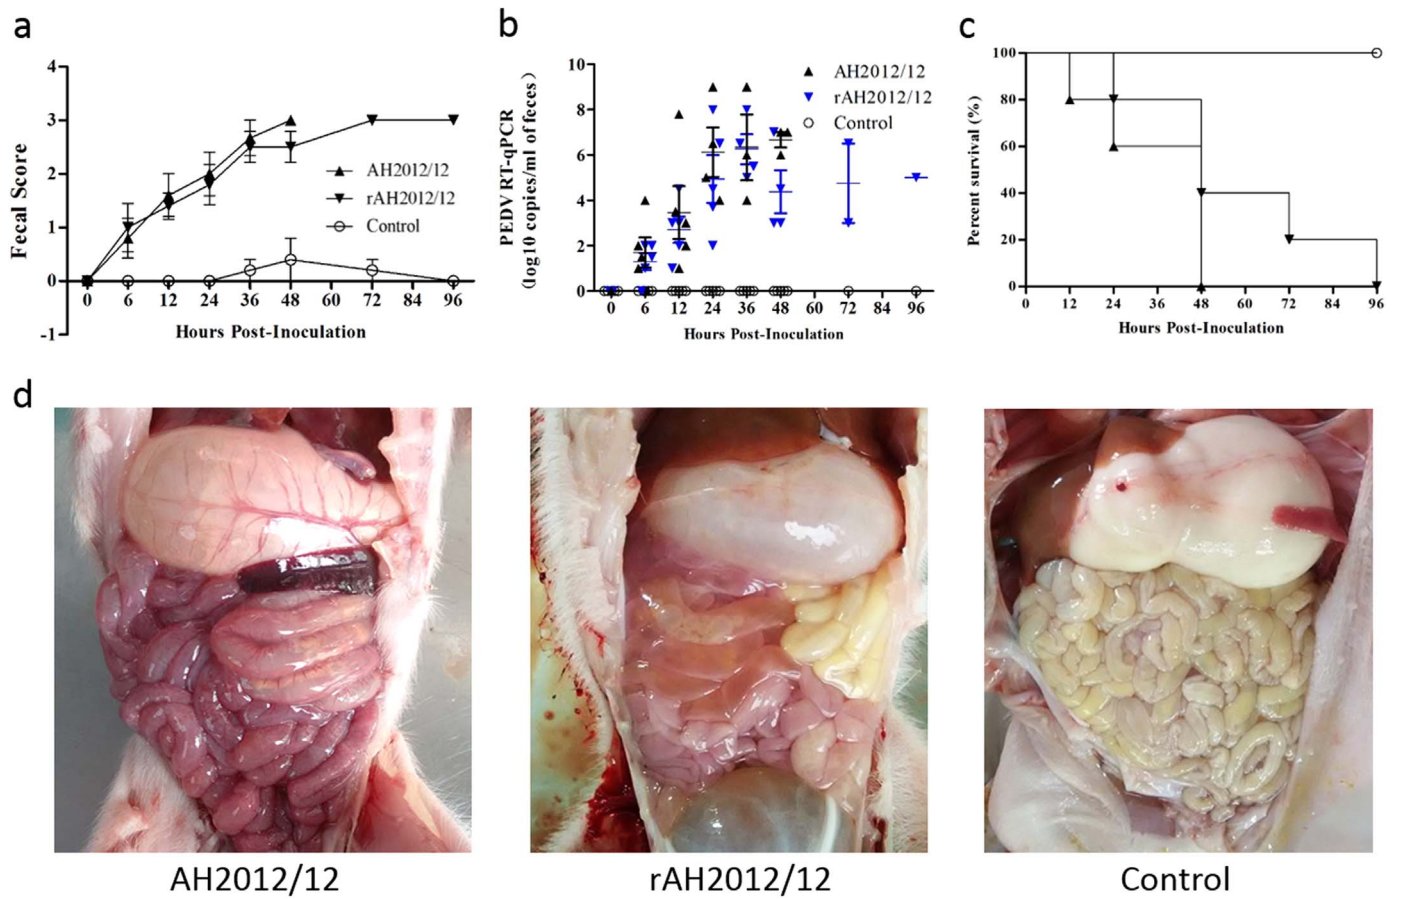 a
Fecal Score
4
3
2
1
0
-1
0 6 12 24 36 48 60 72 84 96
Hours Post-Inoculation
AH2012/12
rAH2012/12
Control
b
PEDV RT-qPCR
(log10 copies/ml of feces)
10
8
6
4
2
0
0 6 12 24 36 48 60 72 84 96
Hours Post-Inoculation
AH2012/12
rAH2012/12
Control
c
Percent survival (%)
100
80
60
40
20
0
0 12 24 36 48 60 72 84 96
Hours Post-Inoculation
d
AH2012/12
rAH2012/12
Control